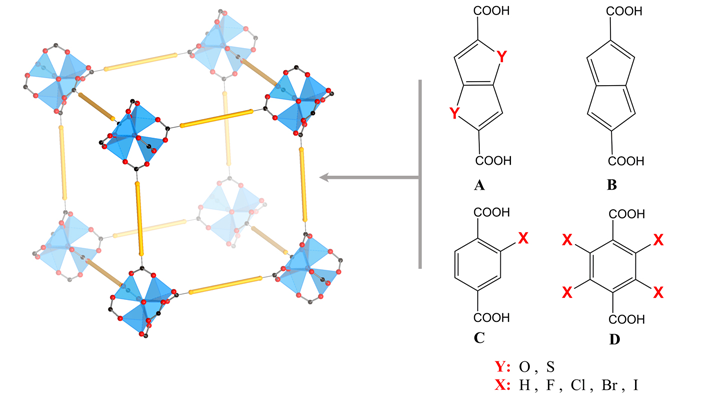 COOH
COOH
Y
Y
COOH
COOH
A
B
COOH
COOH
X
X
X
X
X
COOH
COOH
C
D
Y: O , S
X: H , F , Cl , Br , I